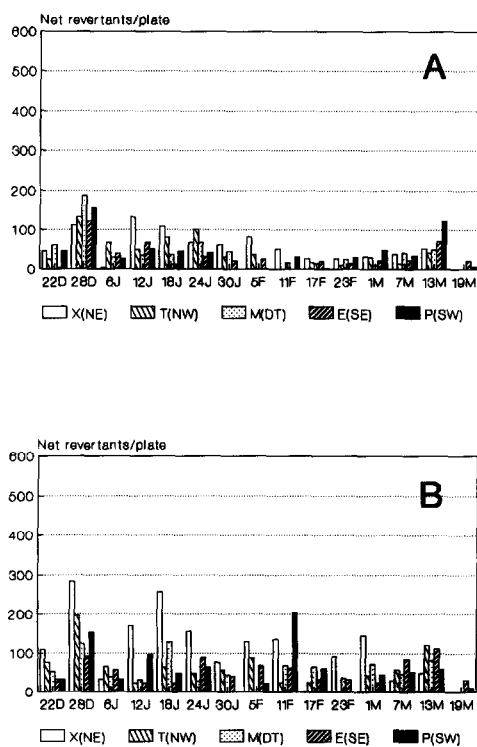 Net revertants/plate
600
A
500
400
300
200
100
0
22D 28D 6J 12J 18J 24J 30J 5F 11F 17F 23F 1M 7M 13M 19M
X(NE) T(NW) M(DT) E(SE) P(SW)
Net revertants/plate
600
B
500
400
300
200
100
0
22D 28D 6J 12J 18J 24J 30J 5F 11F 17F 23F 1M 7M 13M 19M
X(NE) T(NW) M(DT) E(SE) P(SW)